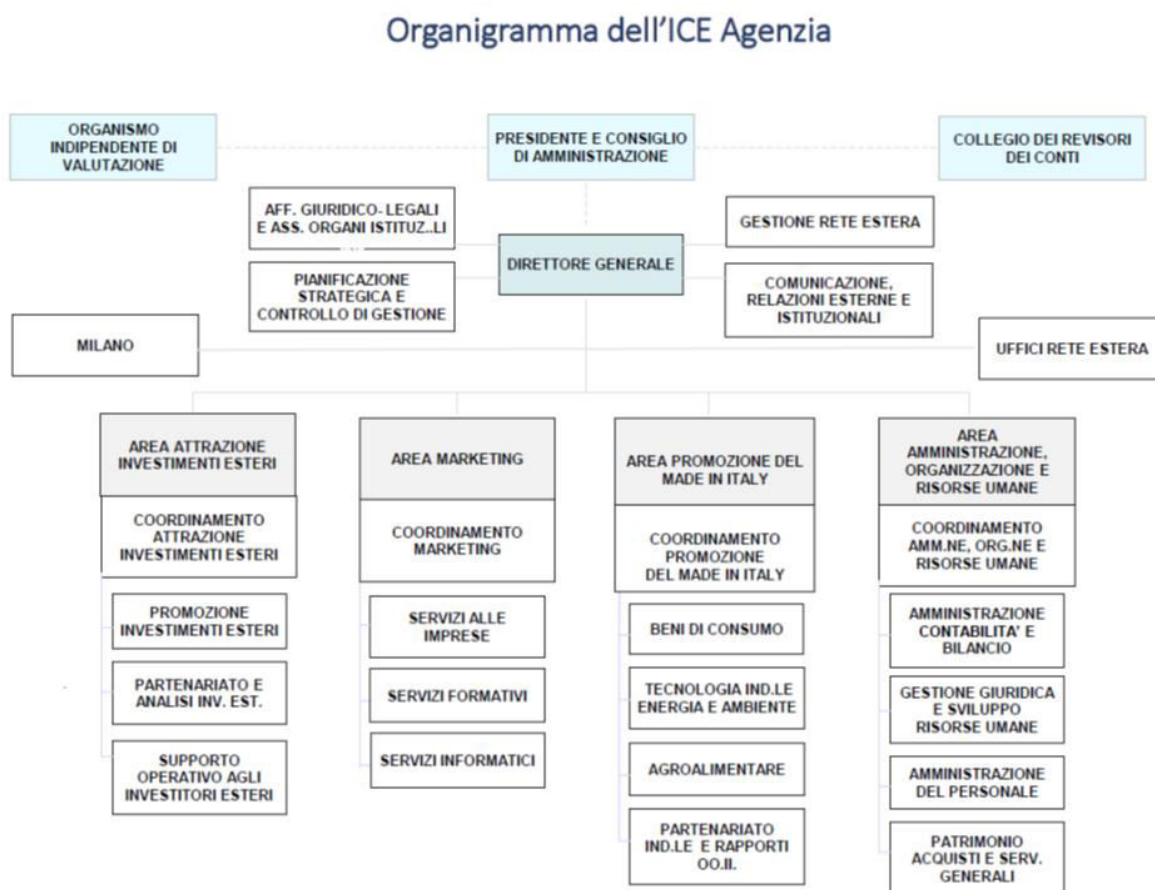 Organigramma dell'ICE Agenzia
ORGANISMO
INDIPENDENTE DI
VALUTAZIONE
PRESIDENTE E CONSIGLIO
DI AMMINISTRAZIONE
COLLEGIO DEI REVISORI
DEI CONTI
AFF. GIURIDICO- LEGALI
E ASS. ORGANI ISTITUZ..LI
GESTIONE RETE ESTERA
DIRETTORE GENERALE
PIANIFICAZIONE
STRATEGICA E
CONTROLLO DI GESTIONE
COMUNICAZIONE,
RELAZIONI ESTERNE E
ISTITUZIONALI
MILANO
UFFICI RETE ESTERA
AREA ATTRAZIONE
INVESTIMENTI ESTERI
COORDINAMENTO
ATTRAZIONE
INVESTIMENTI ESTERI
PROMOZIONE
INVESTIMENTI ESTERI
PARTENARIATO E
ANALISI INV. EST.
SUPPORTO
OPERATIVO AGLI
INVESTITORI ESTERI
AREA MARKETING
COORDINAMENTO
MARKETING
SERVIZI ALLE
IMPRESE
SERVIZI FORMATIVI
SERVIZI INFORMATICI
AREA PROMOZIONE DEL
MADE IN ITALY
COORDINAMENTO
PROMOZIONE
DEL MADE IN ITALY
BENI DI CONSUMO
TECNOLOGIA IND.LE
ENERGIA E AMBIENTE
AGROALIMENTARE
PARTENARIATO
IND.LE E RAPPORTI
OO.II.
AREA
AMMINISTRAZIONE,
ORGANIZZAZIONE E
RISORSE UMANE
COORDINAMENTO
AMM.NE, ORG.NE E
RISORSE UMANE
AMMINISTRAZIONE
CONTABILITA' E
BILANCIO
GESTIONE GIURIDICA
E SVILUPPO
RISORSE UMANE
AMMINISTRAZIONE
DEL PERSONALE
PATRIMONIO
ACQUISTI E SERV.
GENERALI